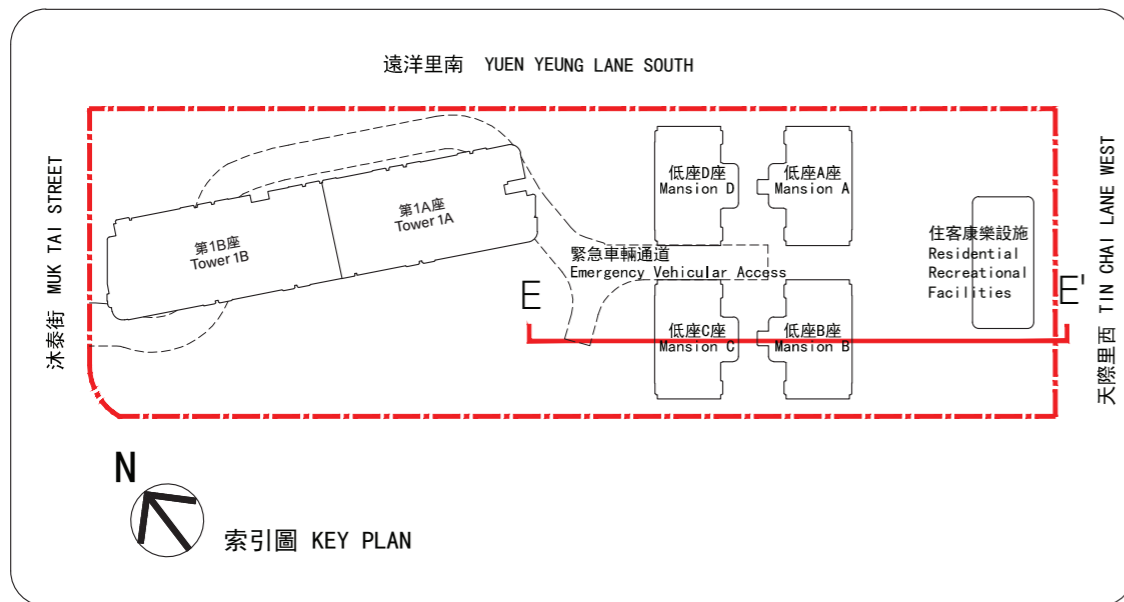 遠洋里南 YUEN YEUNG LANE SOUTH
沐泰街 MUK TAI STREET
天際里西 TIN CHAI LANE WEST
低座D座
Mansion D
低座A座
Mansion A
第1A座
Tower 1A
第1B座
Tower 1B
住客康樂設施
Residential
Recreational
Facilities
緊急車輛通道
Emergency Vehicular Access
E
E'
低座C座
Mansion C
低座B座
Mansion B
N
索引圖 KEY PLAN